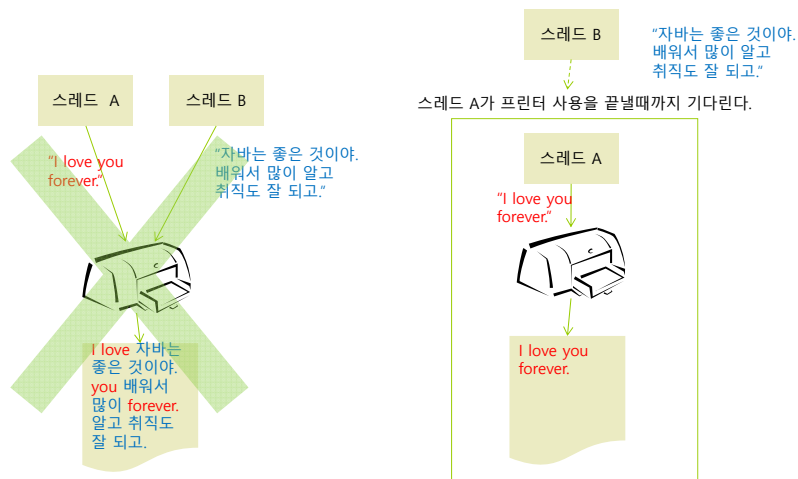 스레드 A
스레드 B
"I love you
forever."
"자바는 좋은 것이야.
배워서 많이 알고
취직도 잘 되고."
I love 자바는
좋은 것이야.
you 배워서
많이 forever.
알고 취직도
잘 되고.
스레드 B
"자바는 좋은 것이야.
배워서 많이 알고
취직도 잘 되고."
스레드 A가 프린터 사용을 끝낼때까지 기다린다.
스레드 A
"I love you
forever."
I love you
forever.